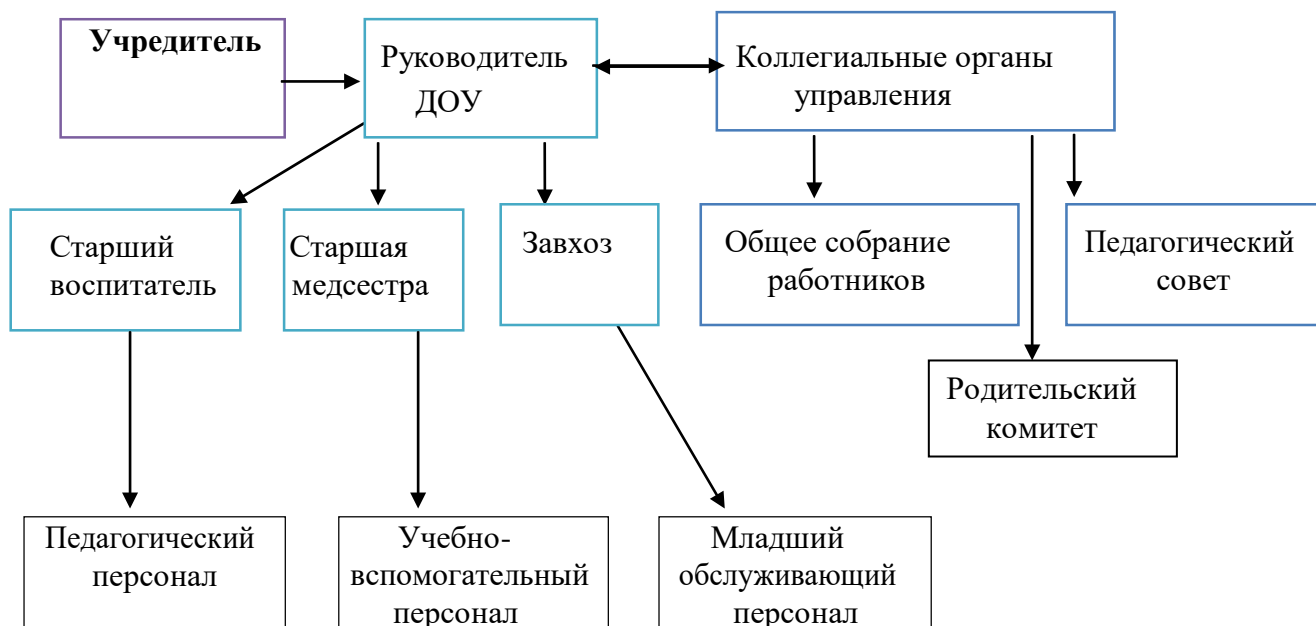 Учредитель
Руководитель
ДОУ
Коллегиальные органы
управления
Старший
воспитатель
Старшая
медсестра
Завхоз
Общее собрание
работников
Педагогический
совет
Родительский
комитет
Педагогический
персонал
Учебно-
вспомогательный
персонал
Младший
обслуживающий
персонал